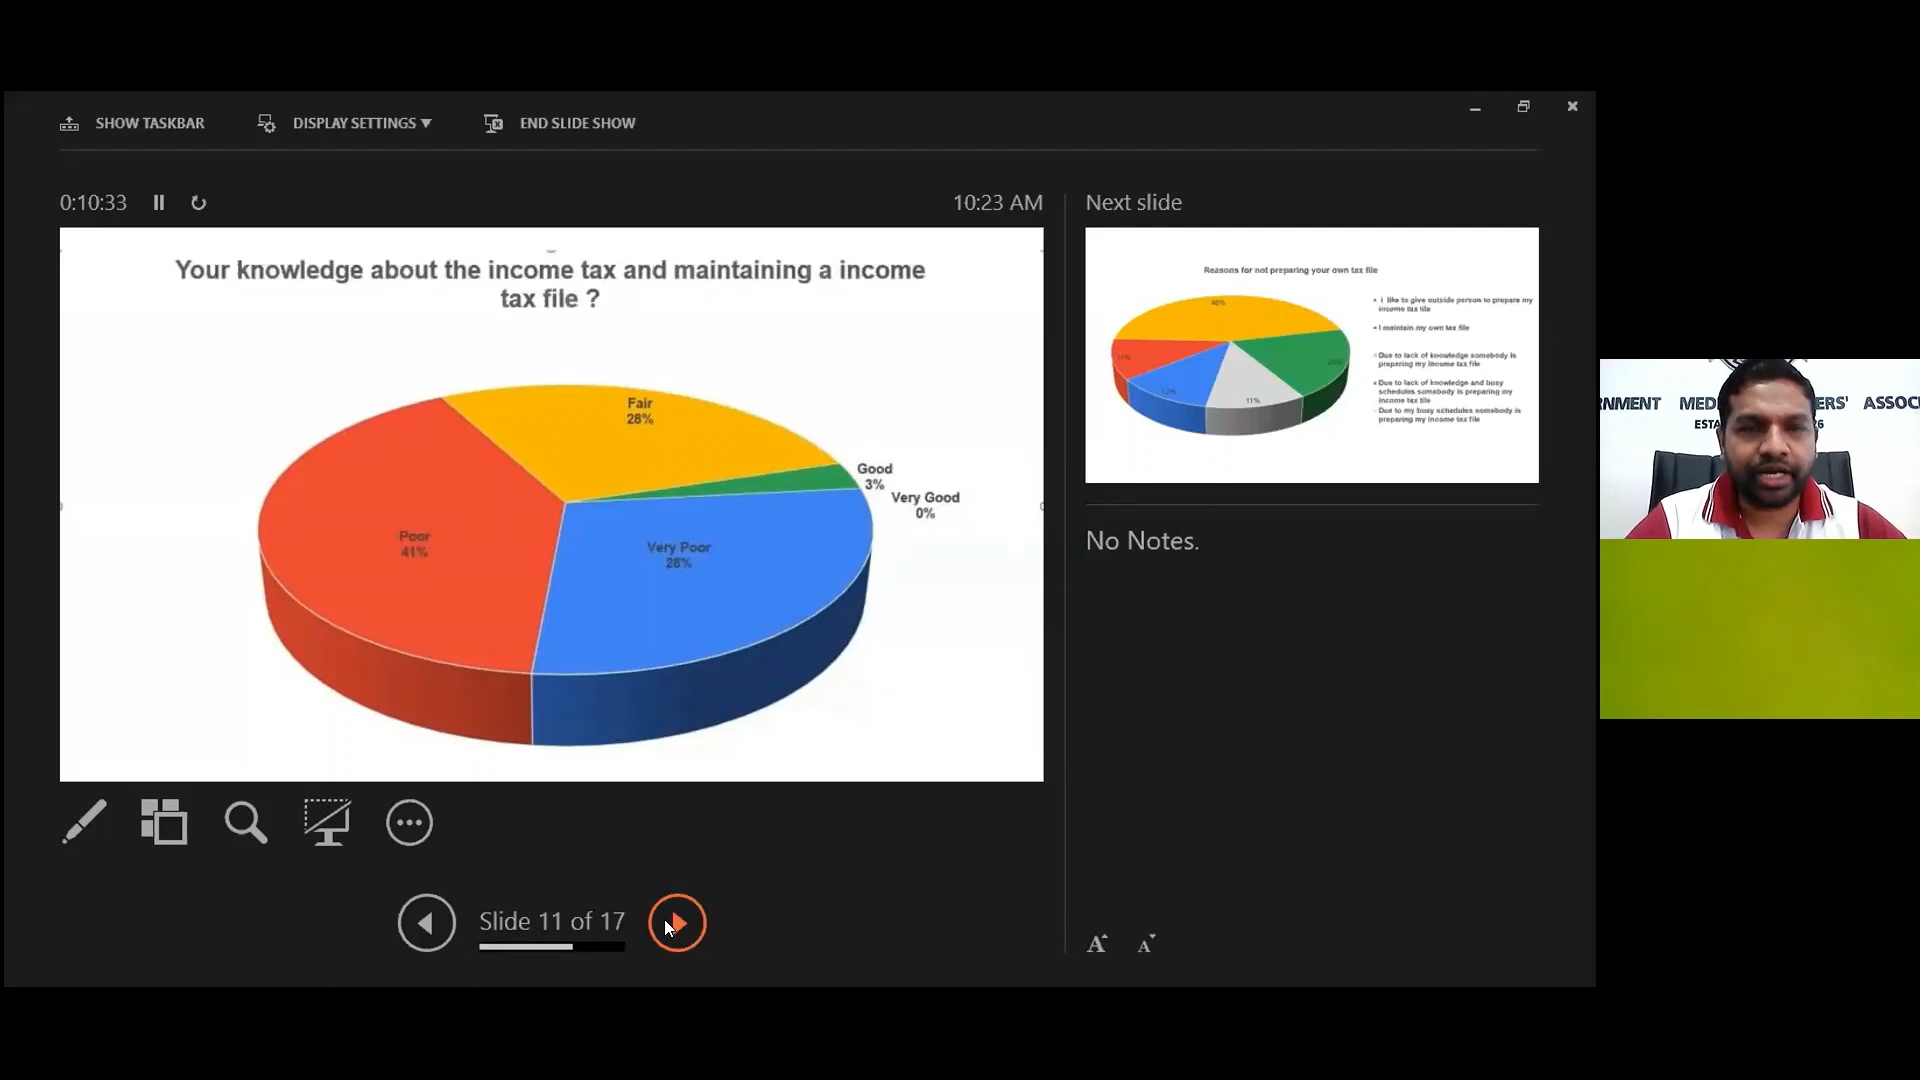 SHOW TASKBAR
DISPLAY SETTINGS
END SLIDE SHOW
0:10:33
10:23 AM
Next slide
Your knowledge about the income tax and maintaining a income
tax file ?
Fair
28%
Good
3%
Very Good
0%
Poor
41%
Very Poor
28%
Reasons for not preparing your own tax file
i like to give outside person to prepare my
income tax file
I maintain my own tax file
Due to lack of knowledge somebody is
preparing my income tax file
Due to lack of knowledge and busy
schedules somebody is preparing my
income tax file
Due to my busy schedules somebody is
preparing my income tax file
11%
No Notes.
Slide 11 of 17
A A
RNMENT MED ERS' ASSOC
ESTA 26